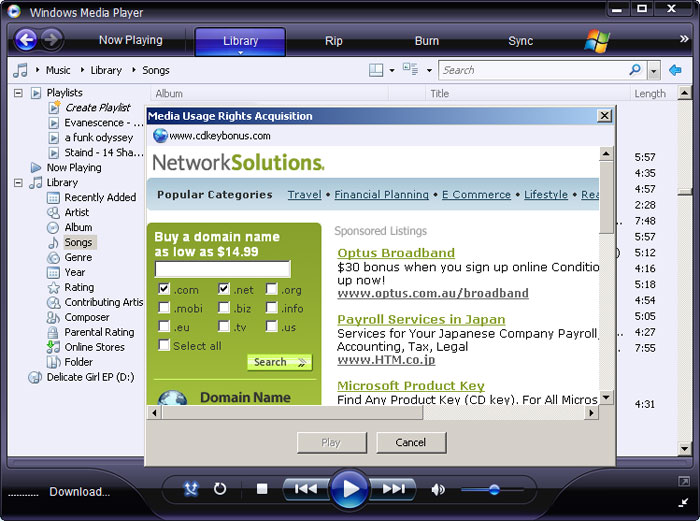 Windows Media Player
Now Playing
Library
Rip
Burn
Sync
»
Music
Library
Songs
Search
Playlists
Create Playlist
Evanescence - ...
a funk odyssey
Staind - 14 Sha...
Now Playing
Library
Recently Added
Artist
Album
Songs
Genre
Year
Rating
Contributing Artis
Composer
Parental Rating
Online Stores
Folder
Delicate Girl EP (D:)
Album
Title
Length
Media Usage Rights Acquisition
www.cdkeybonus.com
NetworkSolutions.
Popular Categories Travel • Financial Planning • E Commerce • Lifestyle • Rea
Buy a domain name
as low as $14.99
.com .net .org
.mobi .biz .info
.eu .tv .us
Select all
Search »
Domain Name
Sponsored Listings
Optus Broadband
$30 bonus when you sign up online Conditio
up now!
www.optus.com.au/broadband
Payroll Services in Japan
Services for Your Japanese Company Payroll,
Accounting, Tax, Legal
www.HTM.co.jp
Microsoft Product Key
Find Any Product Key (CD key). For All Micros
Play
Cancel
5:57
4:35
4:57
2:28
7:48
5:57
5:12
4:16
5:18
4:54
6:05
4:27
7:55
4:31
........... Download...